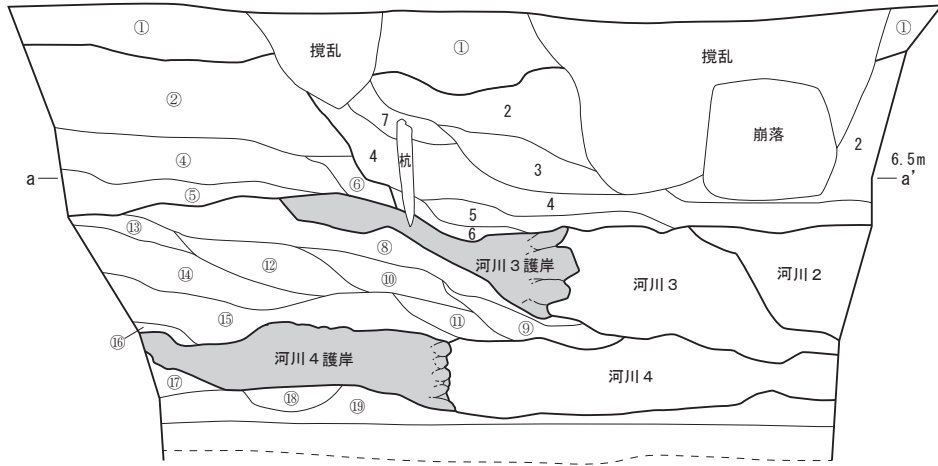 ① ① ①
撹乱 撹乱
② 7 2 崩落 2
④ 4 杭 3 6.5m
a ⑥ 4 a’
⑤ 5
⑬ 6
⑧ 河川3護岸 河川2
⑭ ⑫ ⑩ 河川3
⑮ ⑪ ⑨
⑯
河川4護岸 河川4
⑰
⑱ ⑲